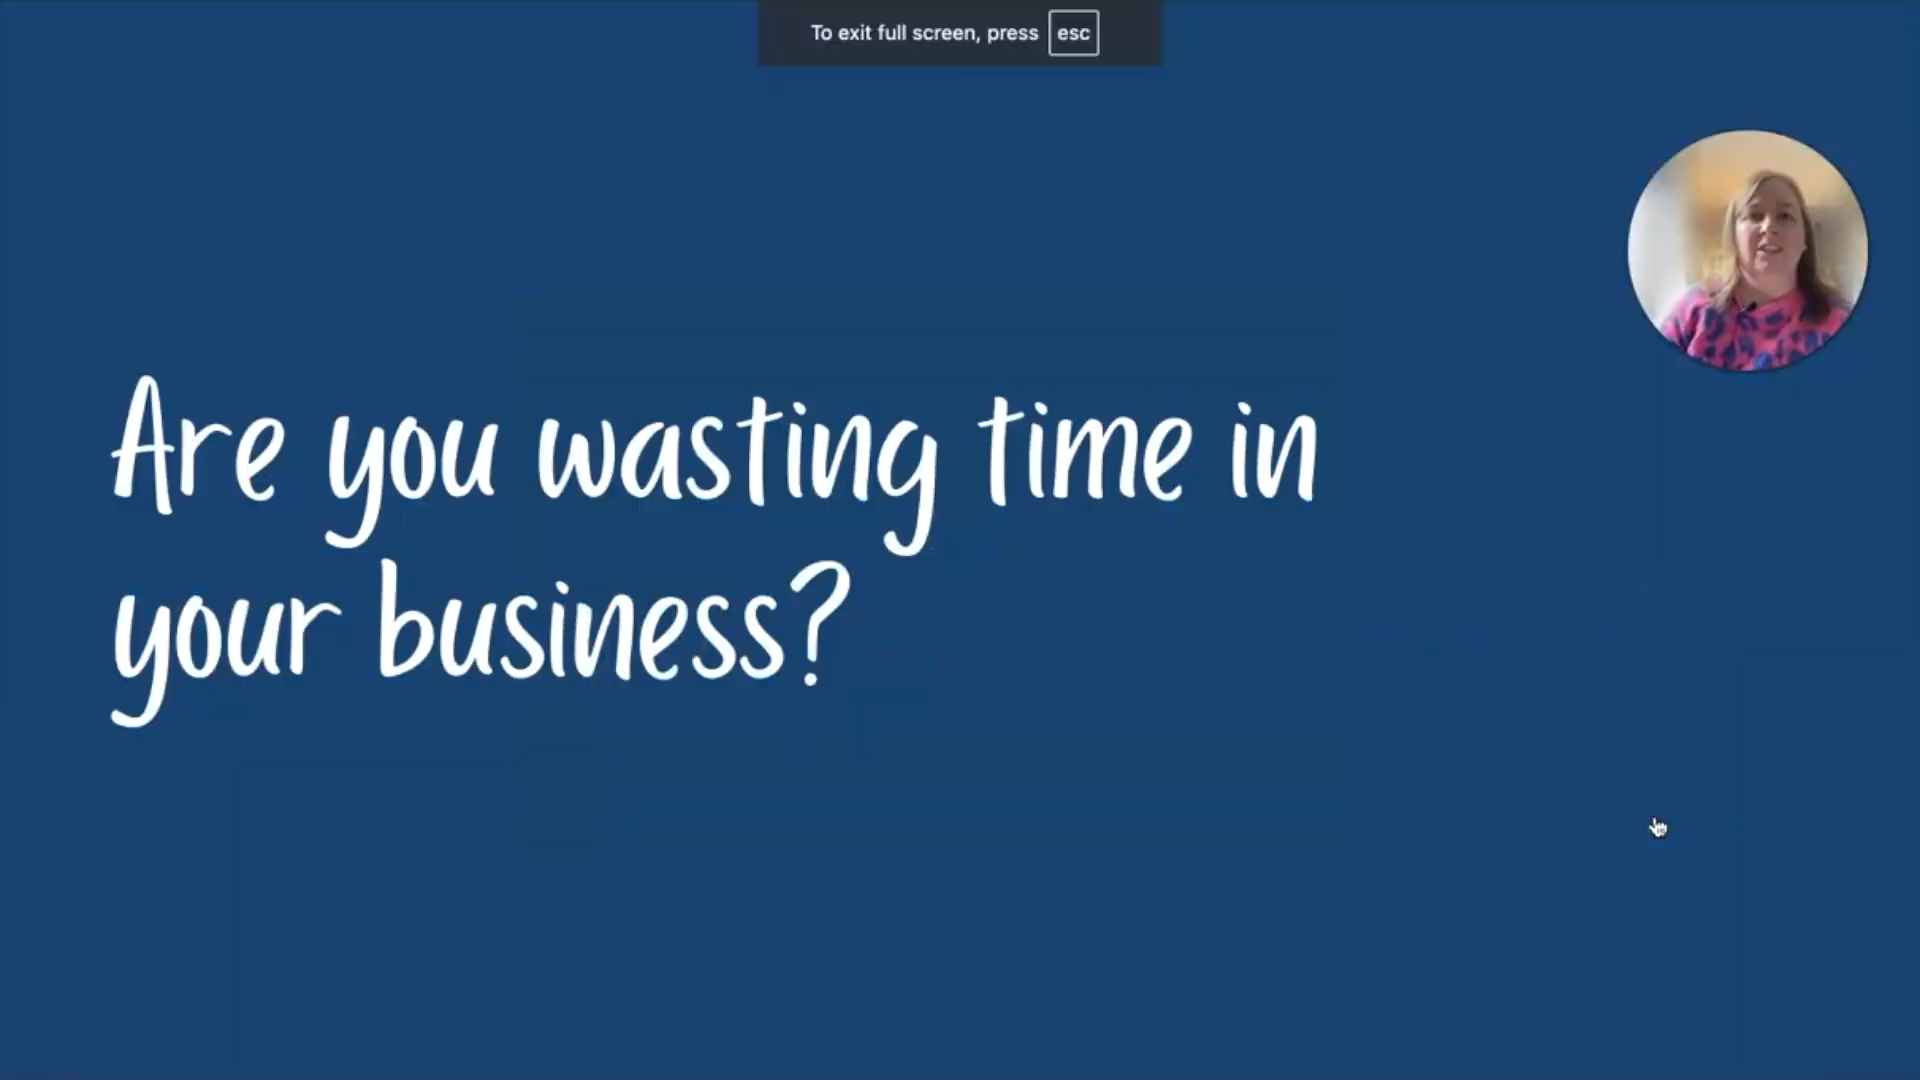 To exit full screen, press esc
Are you wasting time in
your business?